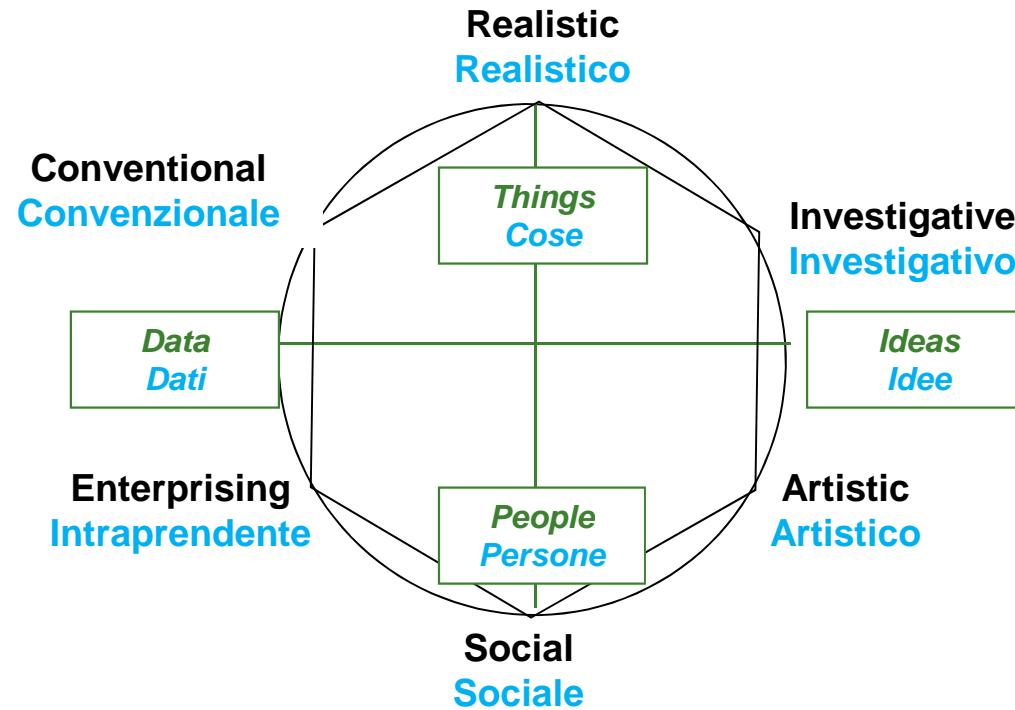 Realistic
Realistico
Conventional
Convenzionale
Things
Cose
Investigative
Investigativo
Data
Dati
Ideas
Idee
Enterprising
Intraprendente
People
Persone
Artistic
Artistico
Social
Sociale